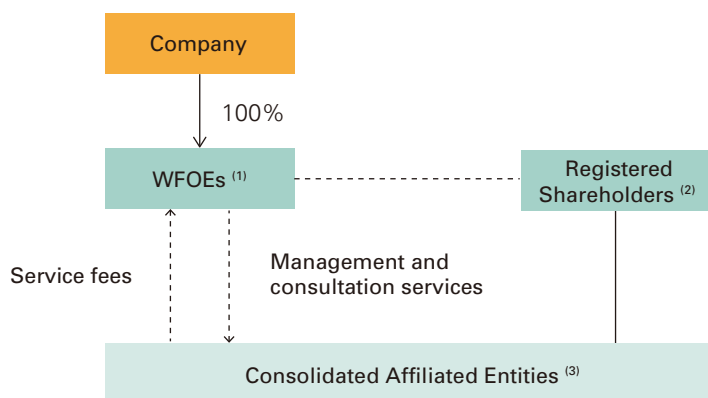 Company
100%
WFOEs (1)
Registered
Shareholders (2)
Service fees
Management and
consultation services
Consolidated Affiliated Entities (3)